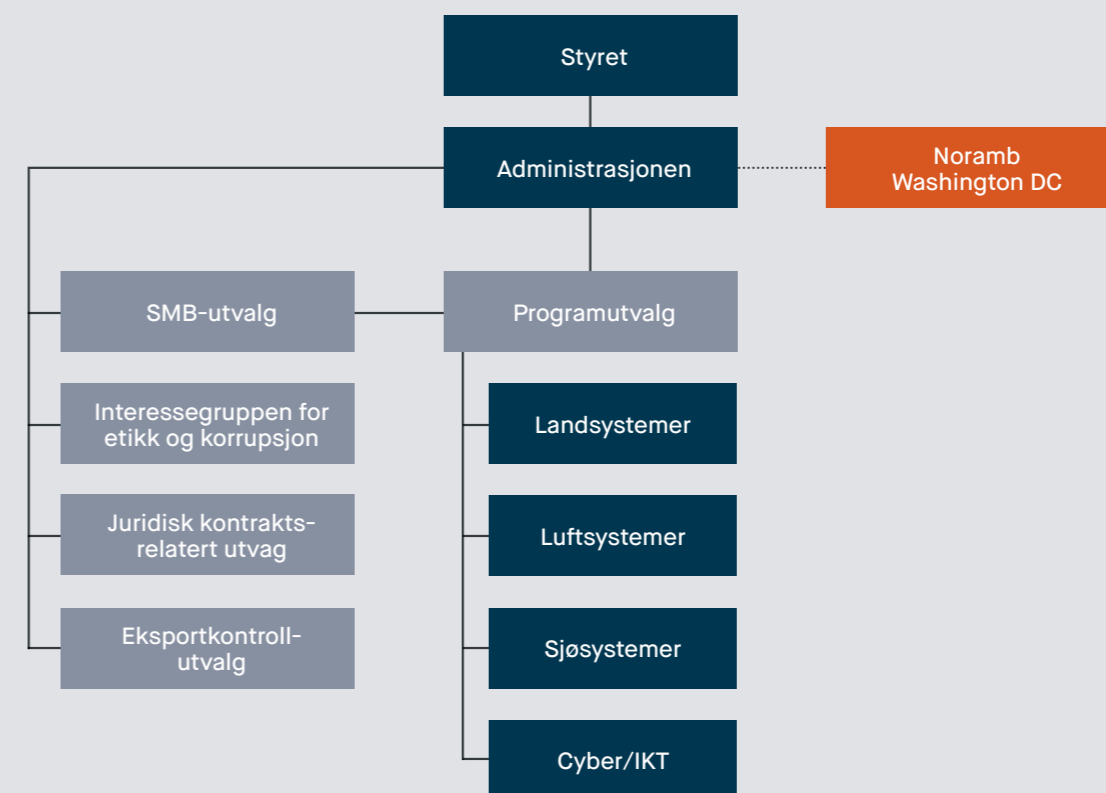 Styret
Administrasjonen
Noramb
Washington DC
SMB-utvalg
Programutvalg
Interessegruppen for
etikk og korrupsjon
Landsystemer
Juridisk kontrakts-
relatert utvag
Luftsystemer
Eksportkontroll-
utvalg
Sjøsystemer
Cyber/IKT